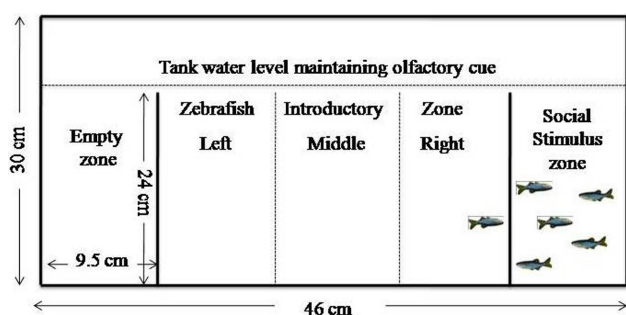 Tank water level maintaining olfactory cue
Zebrafish Introductory Zone
Left Middle Right
Empty
zone
Social
Stimulus
zone
30 cm
24 cm
9.5 cm
46 cm